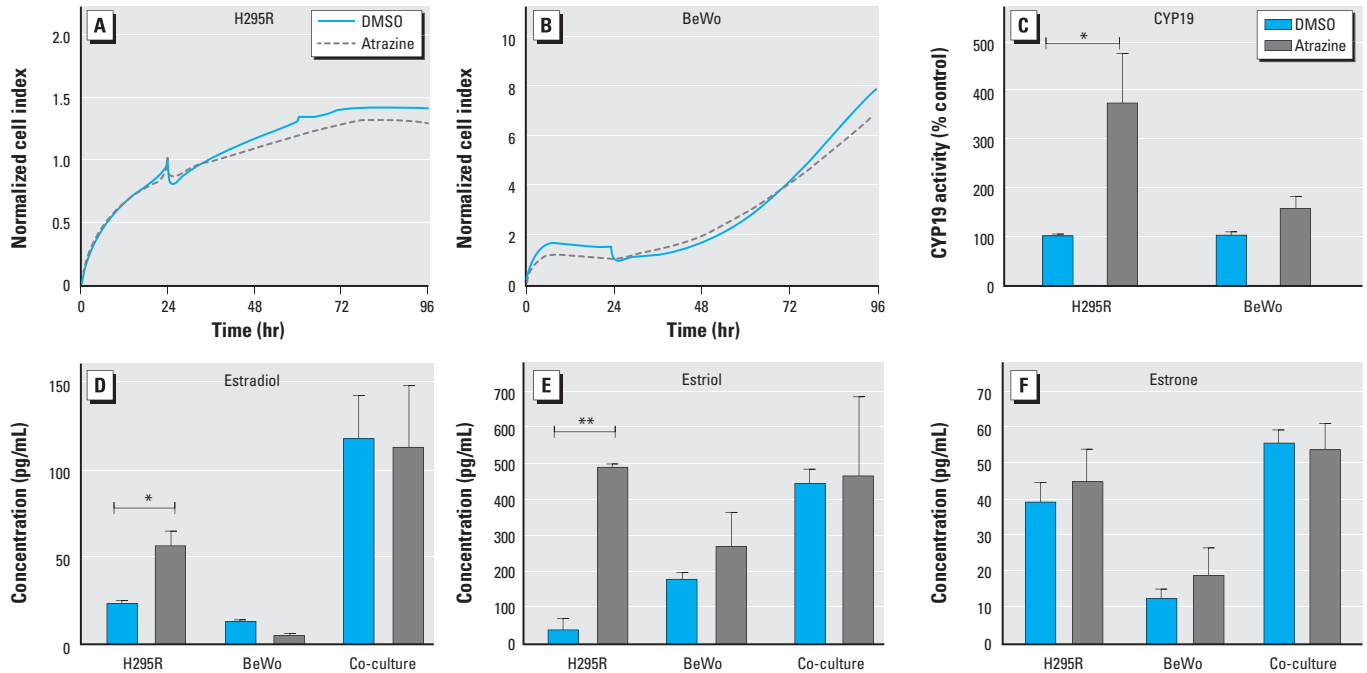 A
H295R
DMSO
Atrazine
Normalized cell index
2.0
1.5
1.0
0.5
0
0 24 48 72 96
Time (hr)
B
BeWo
Normalized cell index
10
8
6
4
2
0
0 24 48 72 96
Time (hr)
C
CYP19
DMSO
Atrazine
CYP19 activity (% control)
500
400
300
200
100
0
*
H295R BeWo
D
Estradiol
Concentration (pg/mL)
150
100
50
0
*
H295R BeWo Co-culture
E
Estriol
Concentration (pg/mL)
700
600
500
400
300
200
100
0
**
H295R BeWo Co-culture
F
Estrone
Concentration (pg/mL)
70
60
50
40
30
20
10
0
H295R BeWo Co-culture